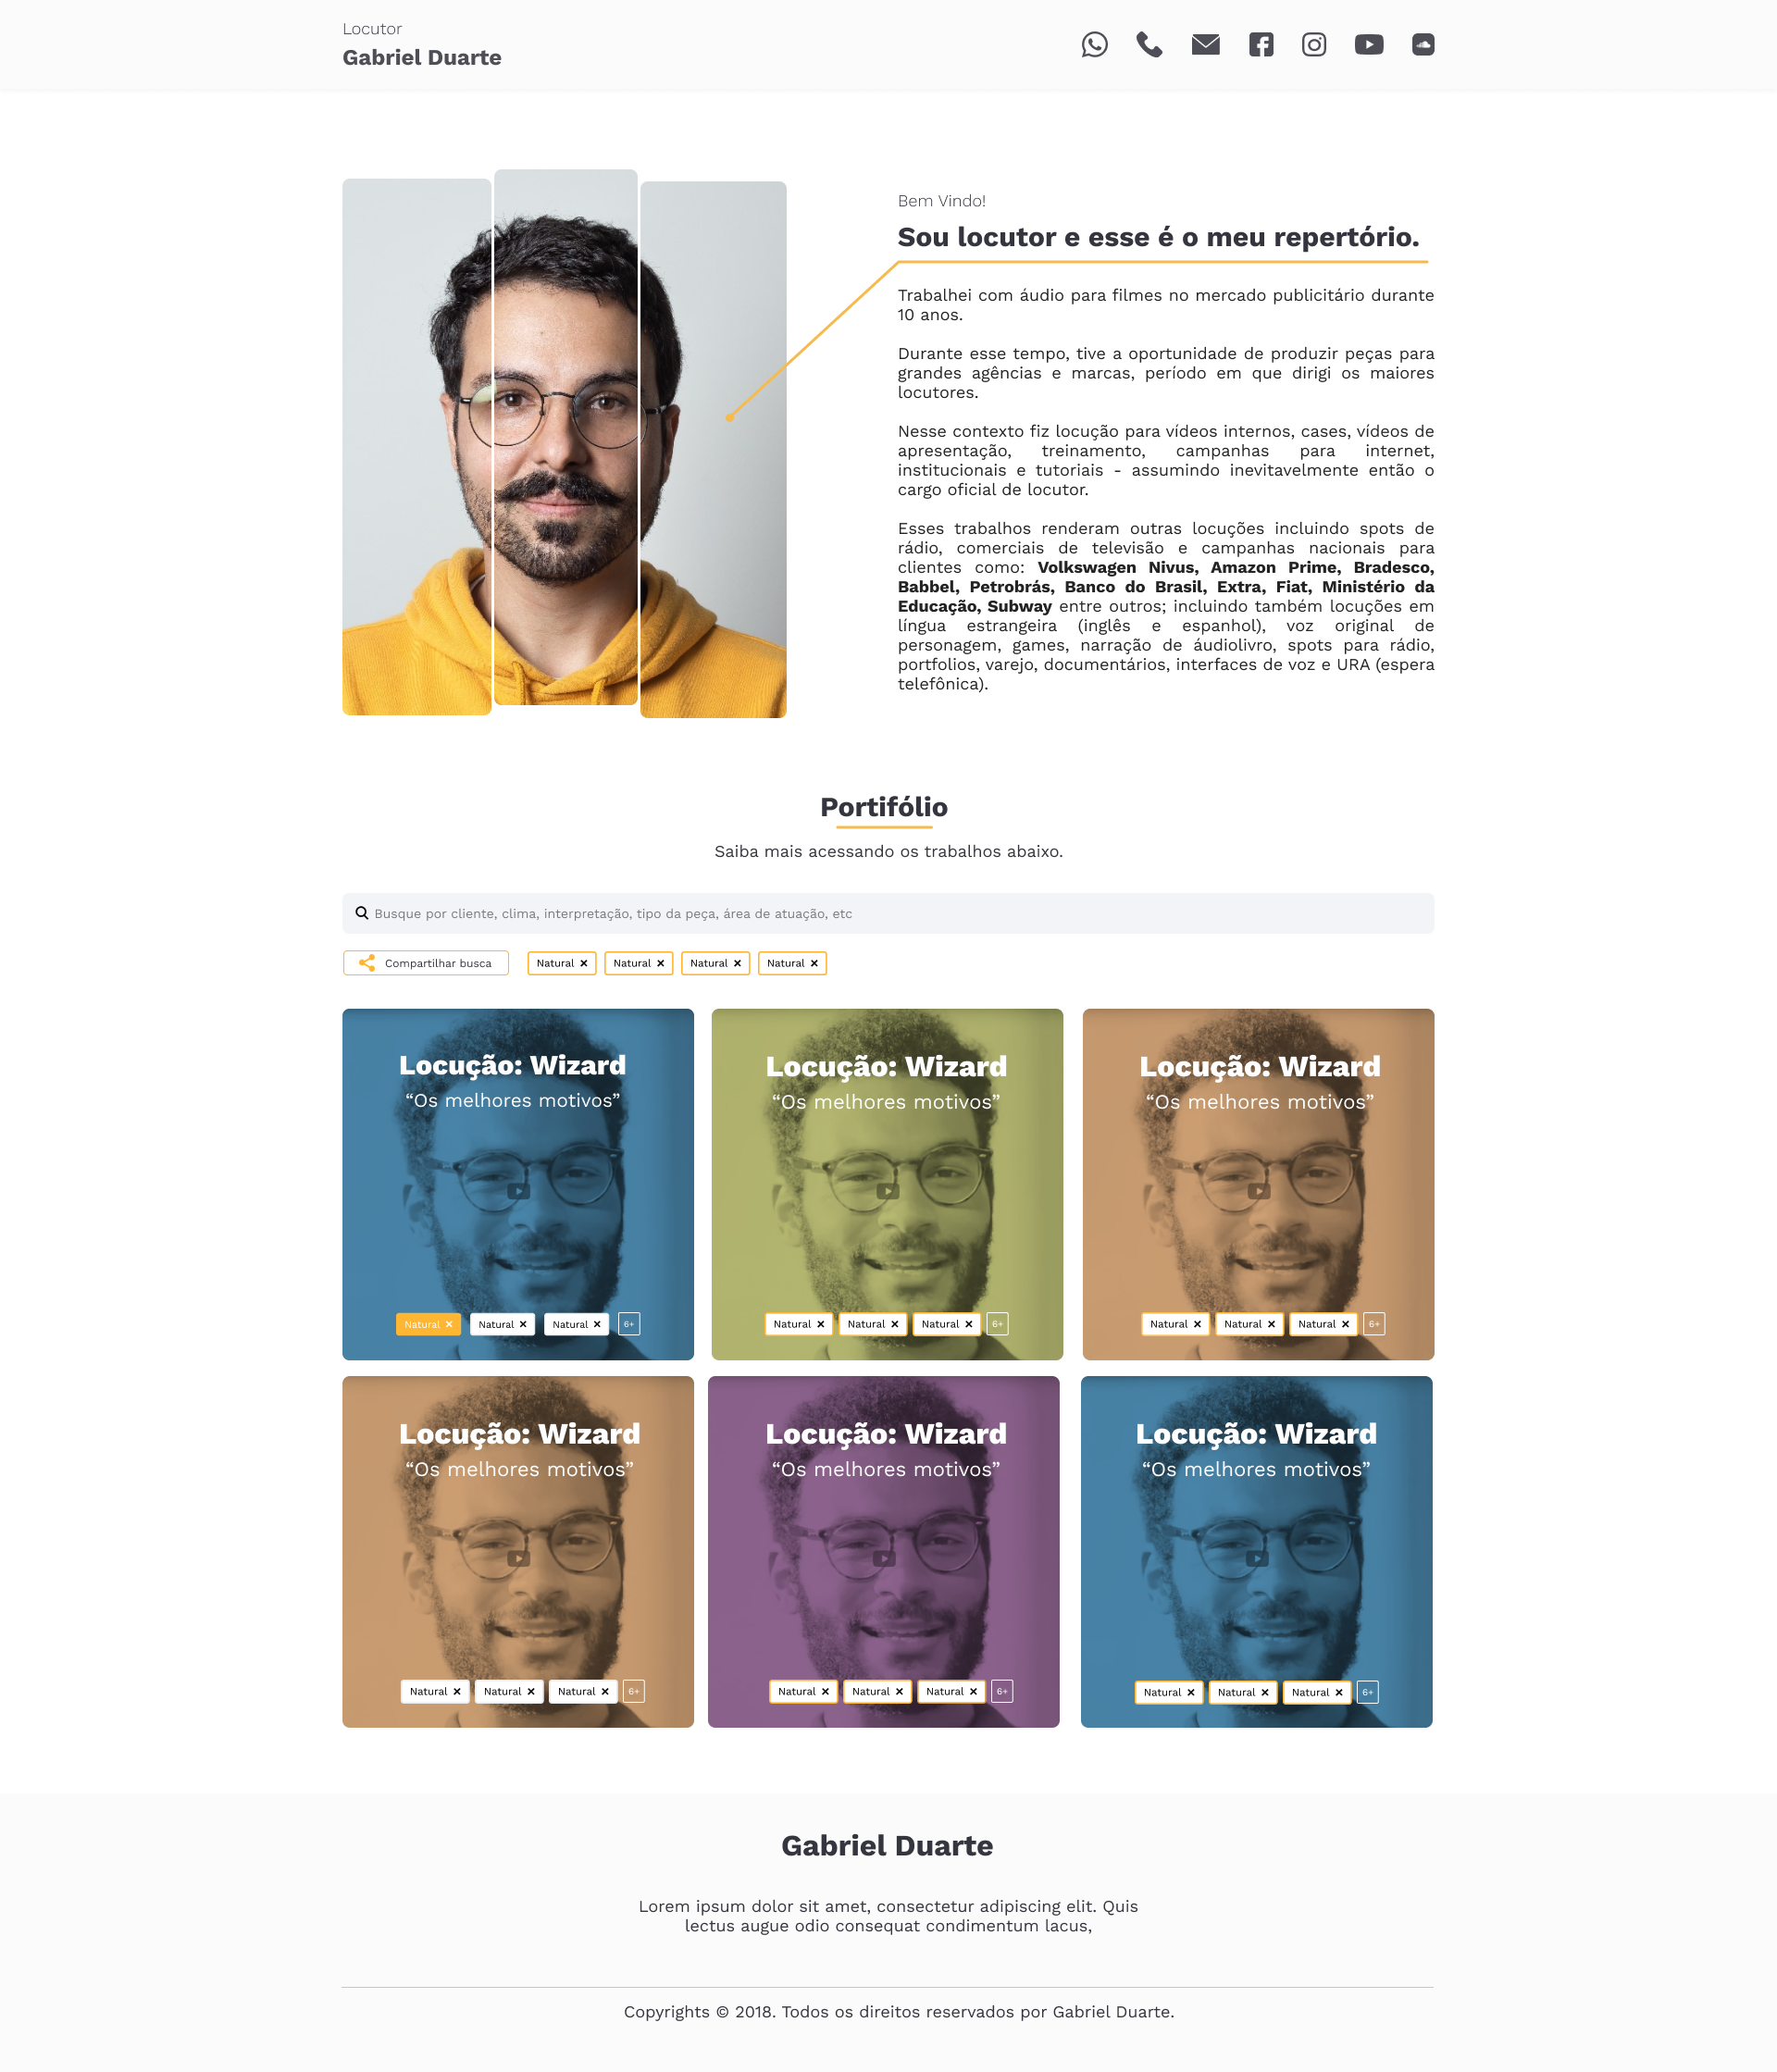 Locutor
Gabriel Duarte
Bem Vindo!
Sou locutor e esse é o meu repertório.
Trabalhei com áudio para filmes no mercado publicitário durante
10 anos.
Durante esse tempo, tive a oportunidade de produzir peças para
grandes agências e marcas, período em que dirigi os maiores
locutores.
Nesse contexto fiz locução para vídeos internos, cases, vídeos de
apresentação, treinamento, campanhas para internet,
institucionais e tutoriais - assumindo inevitavelmente então o
cargo oficial de locutor.
Esses trabalhos renderam outras locuções incluindo spots de
rádio, comerciais de televisão e campanhas nacionais para
clientes como: Volkswagen Nivus, Amazon Prime, Bradesco,
Babbel, Petrobrás, Banco do Brasil, Extra, Fiat, Ministério da
Educação, Subway entre outros; incluindo também locuções em
língua estrangeira (inglês e espanhol), voz original de
personagem, games, narração de áudiolivro, spots para rádio,
portfolios, varejo, documentários, interfaces de voz e URA (espera
telefônica).
Portifólio
Saiba mais acessando os trabalhos abaixo.
Busque por cliente, clima, interpretação, tipo da peça, área de atuação, etc
Compartilhar busca Natural × Natural × Natural × Natural ×
Locução: Wizard
“Os melhores motivos”
Natural × Natural × Natural × 6+
Locução: Wizard
“Os melhores motivos”
Natural × Natural × Natural × 6+
Locução: Wizard
“Os melhores motivos”
Natural × Natural × Natural × 6+
Locução: Wizard
“Os melhores motivos”
Natural × Natural × Natural × 6+
Locução: Wizard
“Os melhores motivos”
Natural × Natural × Natural × 6+
Locução: Wizard
“Os melhores motivos”
Natural × Natural × Natural × 6+
Gabriel Duarte
Lorem ipsum dolor sit amet, consectetur adipiscing elit. Quis
lectus augue odio consequat condimentum lacus,
Copyrights © 2018. Todos os direitos reservados por Gabriel Duarte.